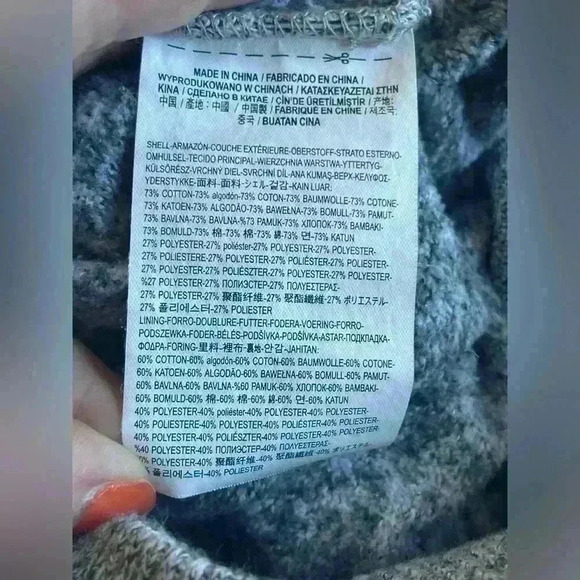 MADE IN CHINA / FABRICADO EN CHINA /
WYPRODUKOWANO W CHINACH / ΚΑΤΑΣΚΕΥΑΖΕΤΑΙ ΣΤΗΝ
ΚΙΝΑ / СДЕЛАНО В КИТАЕ / ÇİN'DE ÜRETİLMİŞTİR / 产地:
中国 / 產地: 中國 / 中国製 / FABRIQUÉ EN CHINE / 제조국:
중국 / BUATAN CINA
SHELL-ARMAZÓN-COUCHE EXTÉRIEURE-OBERSTOFF-STRATO ESTERNO-
OMHULSEL-TECIDO PRINCIPAL-WIERZCHNIA WARSTWA-YTTERTYG-
KÜLSŐRÉSZ-VRCHNÝ DIEL-SVRCHNÍ DÍL-ANA KUMAŞ-ВЕРХ-ΚΕΛΥΦΟΣ-
YDERSTYKKE-面料-面料-シェル-겉감-KAIN LUAR:
73% COTTON-73% algodón-73% COTON-73% BAUMWOLLE-73% COTONE-
73% KATOEN-73% ALGODÃO-73% BAWEŁNA-73% BOMULL-73% PAMUT-
73% BAVLNA-73% BAVLNA-%73 PAMUK-73% ХЛОПОК-73% ΒΑΜΒΑΚΙ-
73% BOMULD-73% 棉-73% 棉-73% 綿-73% 면-73% KATUN
27% POLYESTER-27% poliéster-27% POLYESTER-27% POLYESTER-
27% POLIESTERE-27% POLYESTER-27% POLIÉSTER-27% POLIESTER-
27% POLYESTER-27% POLIÉSZTER-27% POLYESTER-27% POLYESTER-
%27 POLYESTER-27% ПОЛИЭСТЕР-27% ΠΟΛΥΕΣΤΕΡΑΣ-
27% POLYESTER-27% 聚酯纤维-27% 聚酯纖維-27% ポリエステル-
27% 폴리에스터-27% POLIESTER
LINING-FORRO-DOUBLURE-FUTTER-FODERA-VOERING-FORRO-
PODSZEWKA-FODER-BÉLÉS-PODŠÍVKA-PODŠÍVKA-ASTAR-ПОДКЛАДКА-
ΦΟΔΡΑ-FORING-里料-裡布-裏地-안감-JAHITAN:
60% COTTON-60% algodón-60% COTON-60% BAUMWOLLE-60% COTONE-
60% KATOEN-60% ALGODÃO-60% BAWEŁNA-60% BOMULL-60% PAMUT-
60% BAVLNA-60% BAVLNA-%60 PAMUK-60% ХЛОПОК-60% ΒΑΜΒΑΚΙ-
60% BOMULD-60% 棉-60% 棉-60% 綿-60% 면-60% KATUN
40% POLYESTER-40% poliéster-40% POLYESTER-40% POLYESTER-
40% POLIESTERE-40% POLYESTER-40% POLIÉSTER-40% POLIESTER-
40% POLYESTER-40% POLIÉSZTER-40% POLYESTER-40% POLYESTER-
%40 POLYESTER-40% ПОЛИЭСТЕР-40% ΠΟΛΥΕΣΤΕΡΑΣ-
% POLYESTER-40% 聚酯纤维-40% 聚酯纖維-40% ポリエステル-
% 폴리에스터-40% POLIESTER